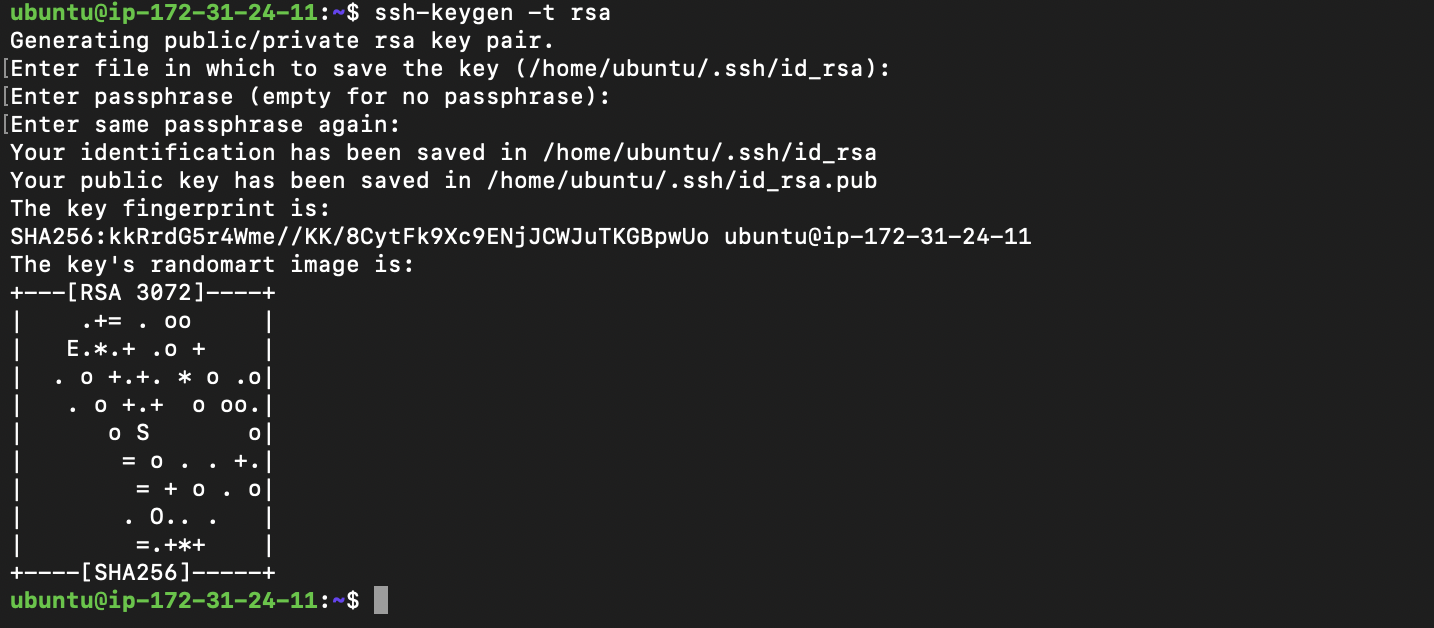 ubuntu@ip-172-31-24-11:~$ ssh-keygen -t rsa
Generating public/private rsa key pair.
[Enter file in which to save the key (/home/ubuntu/.ssh/id_rsa):
[Enter passphrase (empty for no passphrase):
[Enter same passphrase again:
Your identification has been saved in /home/ubuntu/.ssh/id_rsa
Your public key has been saved in /home/ubuntu/.ssh/id_rsa.pub
The key fingerprint is:
SHA256:kkRrdG5r4Wme//KK/8CytFk9Xc9ENjJCWJuTKGBpwUo ubuntu@ip-172-31-24-11
The key's randomart image is:
+---[RSA 3072]----+
|    .+= . oo     |
|   E.*.+ .o +    |
|  . o +.+. * o .o|
|   . o +.+  o oo.|
|      o S       o|
|       = o . . +.|
|        = + o . o|
|       . O.. .   |
|        =.+*+    |
+----[SHA256]-----+
ubuntu@ip-172-31-24-11:~$